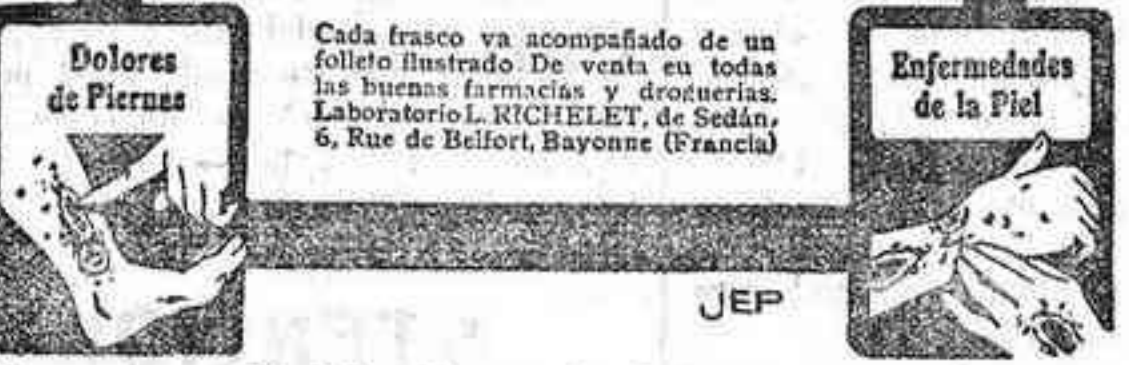 Dolores
de Piernas
Cada frasco va acompañado de un
folleto ilustrado. De venta en todas
las buenas farmacias y droguerias.
Laboratorio L. RICHELET, de Sedán,
6, Rue de Belfort, Bayonne (Francia)
Enfermedades
de la Piel
JEP